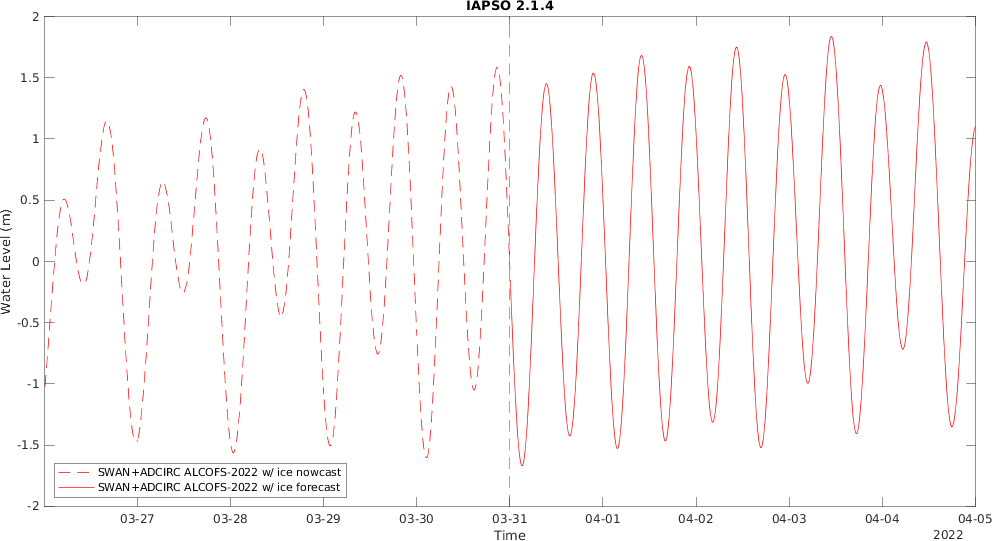 IAPSO 2.1.4
Water Level (m)
2
1.5
1
0.5
0
-0.5
-1
-1.5
-2
SWAN+ADCIRC ALCOFS-2022 w/ ice nowcast
SWAN+ADCIRC ALCOFS-2022 w/ ice forecast
03-27 03-28 03-29 03-30 03-31 04-01 04-02 04-03 04-04 04-05
Time
2022